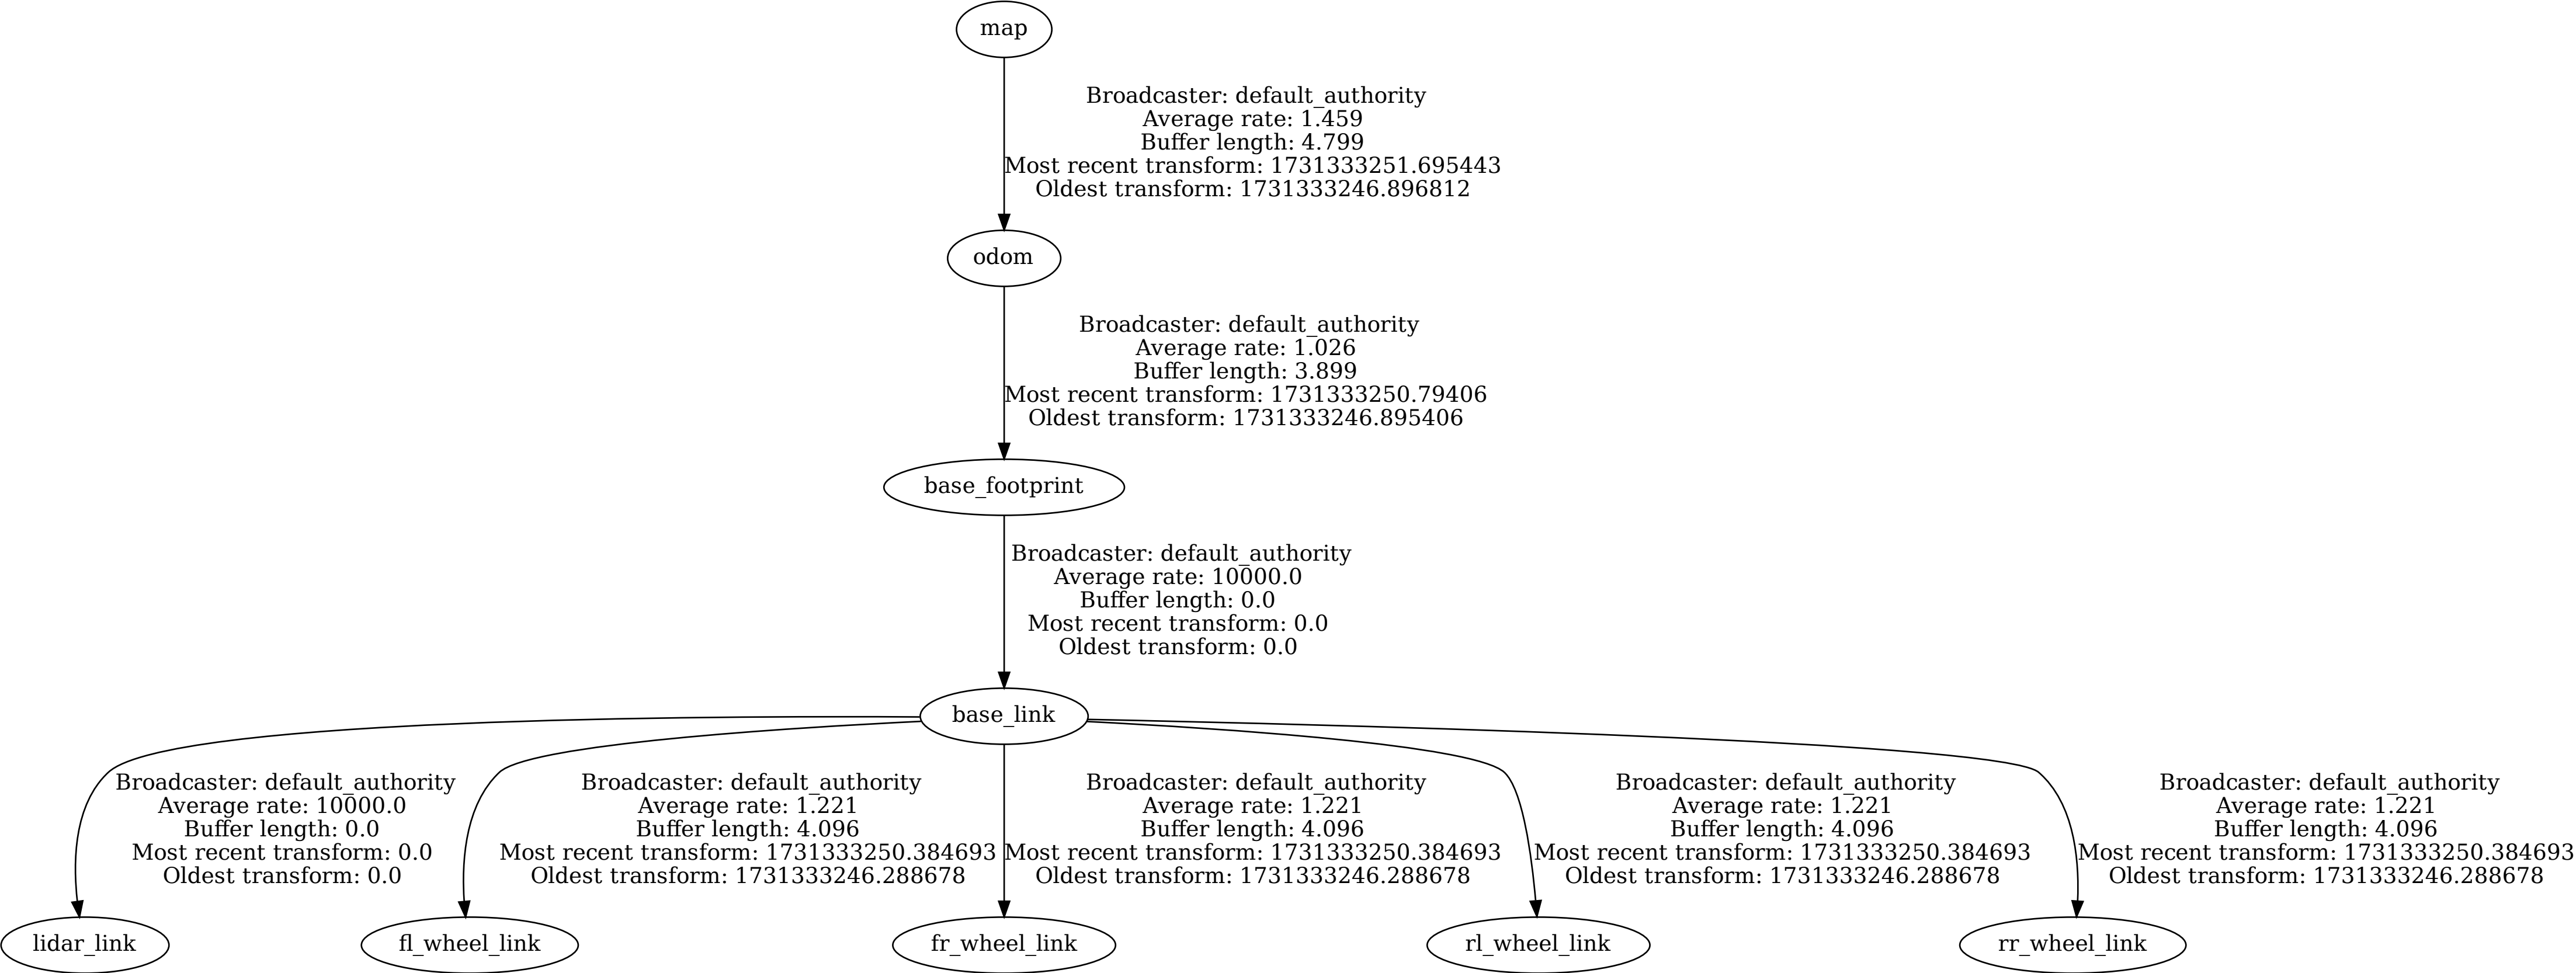 map
Broadcaster: default_authority
Average rate: 1.459
Buffer length: 4.799
Most recent transform: 1731333251.695443
Oldest transform: 1731333246.896812
odom
Broadcaster: default_authority
Average rate: 1.026
Buffer length: 3.899
Most recent transform: 1731333250.79406
Oldest transform: 1731333246.895406
base_footprint
Broadcaster: default_authority
Average rate: 10000.0
Buffer length: 0.0
Most recent transform: 0.0
Oldest transform: 0.0
base_link
Broadcaster: default_authority
Average rate: 10000.0
Buffer length: 0.0
Most recent transform: 0.0
Oldest transform: 0.0
Broadcaster: default_authority
Average rate: 1.221
Buffer length: 4.096
Most recent transform: 1731333250.384693
Oldest transform: 1731333246.288678
Broadcaster: default_authority
Average rate: 1.221
Buffer length: 4.096
Most recent transform: 1731333250.384693
Oldest transform: 1731333246.288678
Broadcaster: default_authority
Average rate: 1.221
Buffer length: 4.096
Most recent transform: 1731333250.384693
Oldest transform: 1731333246.288678
Broadcaster: default_authority
Average rate: 1.221
Buffer length: 4.096
Most recent transform: 1731333250.384693
Oldest transform: 1731333246.288678
lidar_link
fl_wheel_link
fr_wheel_link
rl_wheel_link
rr_wheel_link